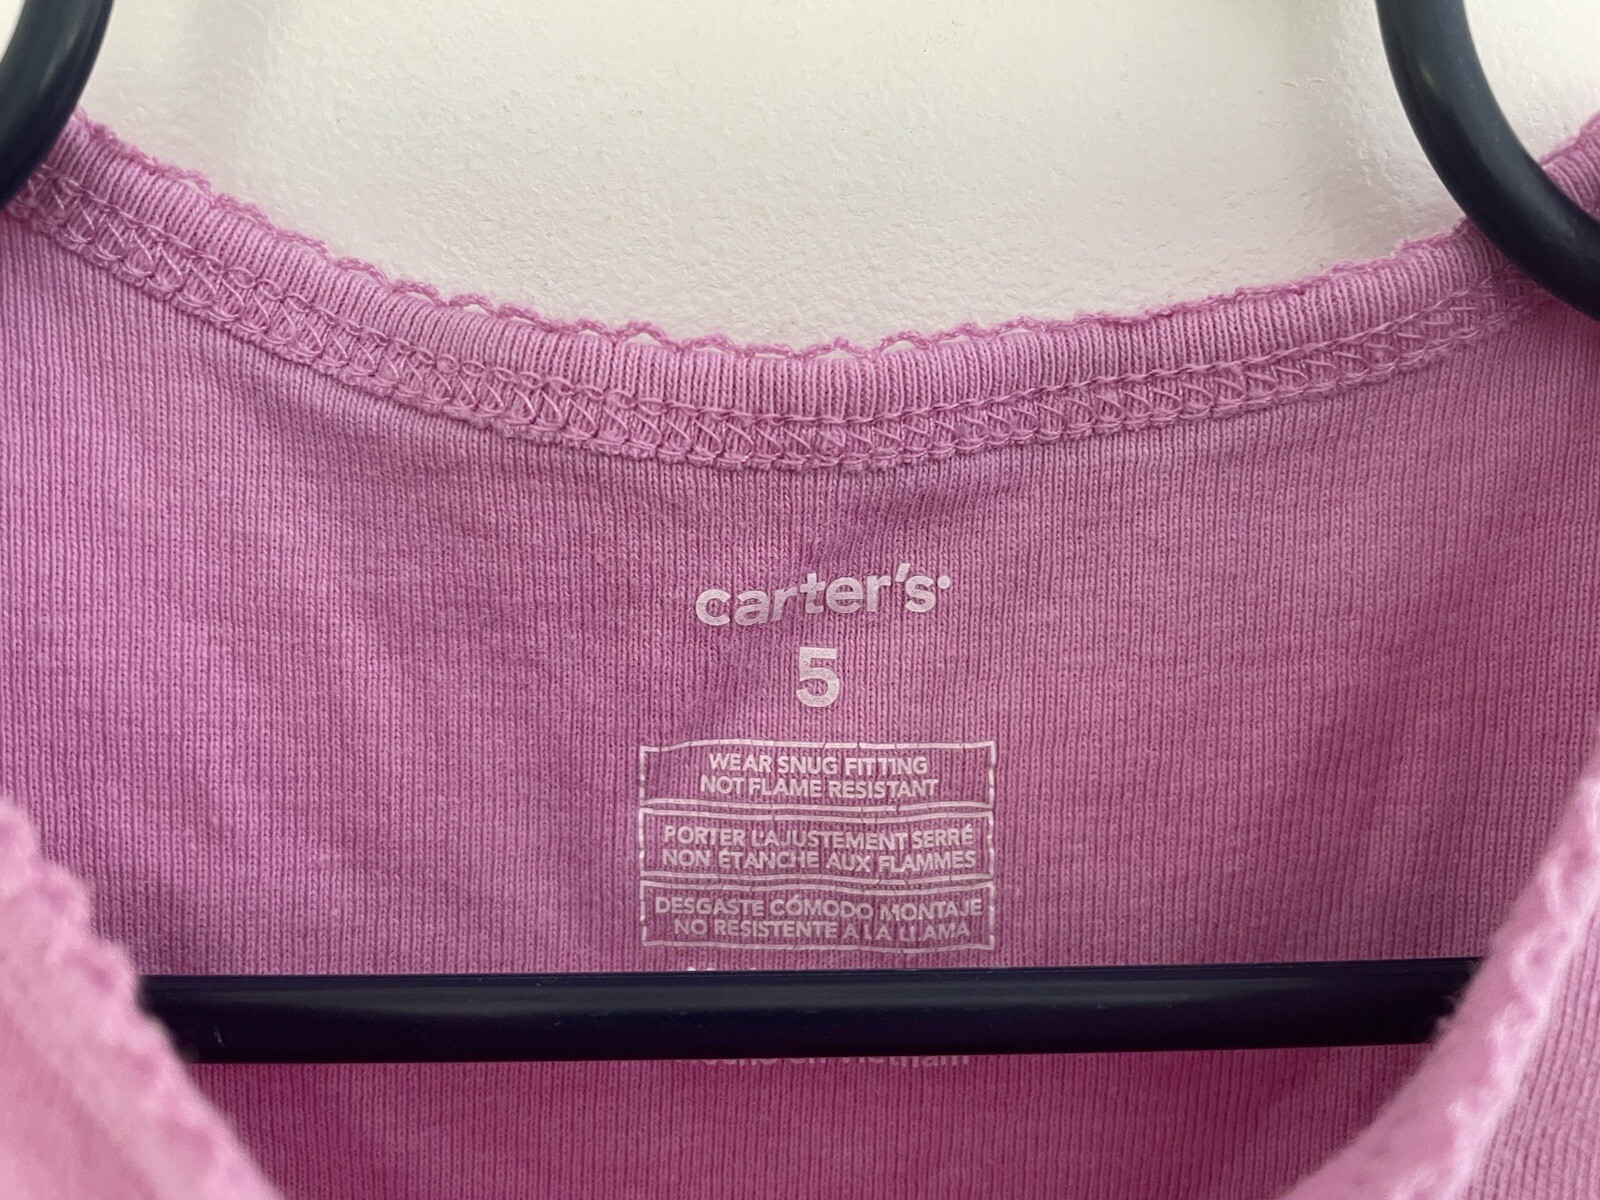 carter's
5
WEAR SNUG FITTING
NOT FLAME RESISTANT
PORTER L'AJUSTEMENT SERRÉ
NON ÉTANCHE AUX FLAMMES
DESGASTE CÓMODO MONTAJE
NO RESISTENTE A LA LLAMA